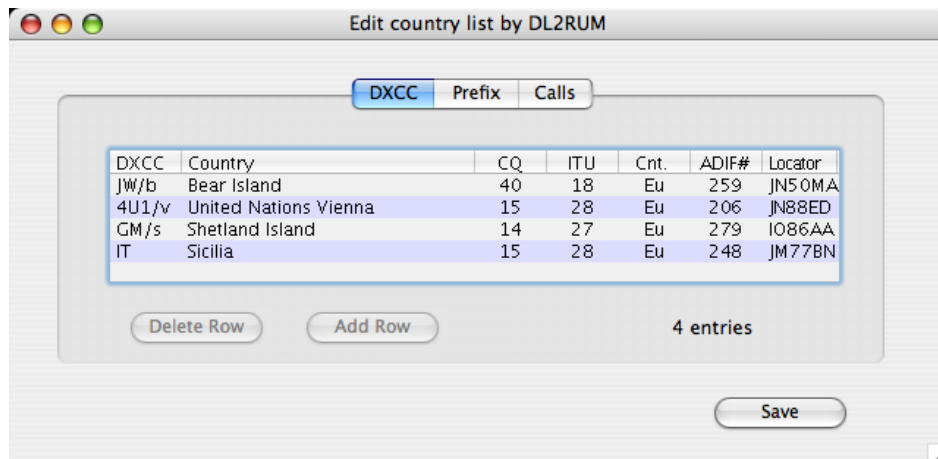 Edit country list by DL2RUM
DXCC Prefix Calls
DXCC Country CQ ITU Cnt. ADIF# Locator
JW/b Bear Island 40 18 Eu 259 JN50MA
4U1/v United Nations Vienna 15 28 Eu 206 JN88ED
GM/s Shetland Island 14 27 Eu 279 IO86AA
IT Sicilia 15 28 Eu 248 JM77BN
Delete Row Add Row 4 entries
Save